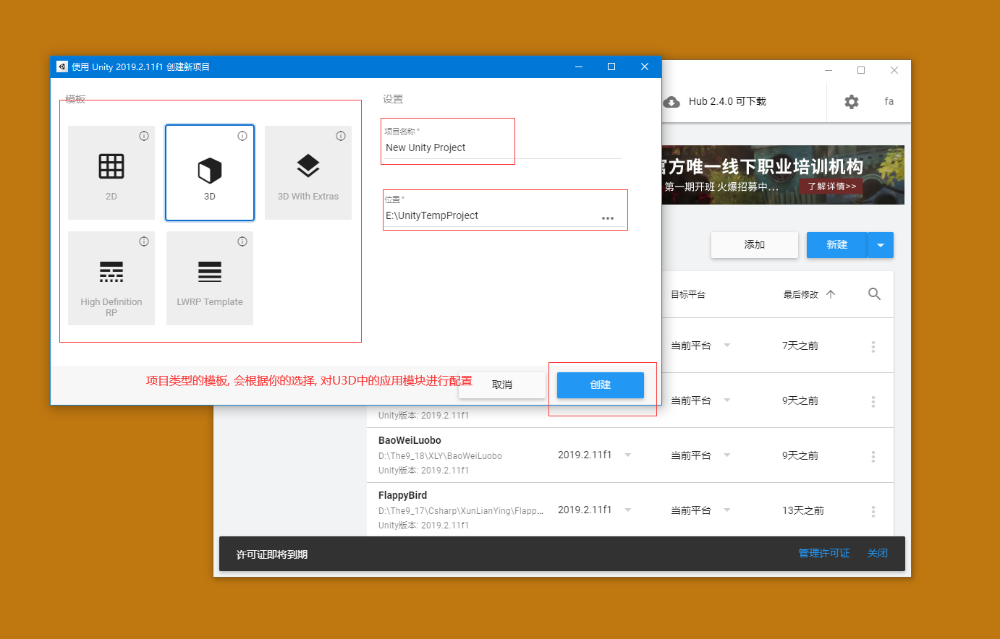 使用 Unity 2019.2.11f1 创建新项目
模板
2D
3D
3D With Extras
High Definition
RP
LWRP Template
设置
项目名称 *
New Unity Project
位置 *
E:\UnityTempProject
•••
项目类型的模板, 会根据你的选择, 对U3D中的应用模块进行配置
取消
创建
Hub 2.4.0 可下载
fa
官方唯一线下职业培训机构
第一期开班 火爆招募中...
了解详情>>
添加
新建
目标平台
最后修改
当前平台
7天之前
当前平台
9天之前
Unity版本: 2019.2.11f1
BaoWeiLuobo
D:\The9_18\XLY\BaoWeiLuobo
Unity版本: 2019.2.11f1
2019.2.11f1
当前平台
9天之前
FlappyBird
D:\The9_17\Csharp\XunLianYing\Flapp...
Unity版本: 2019.2.11f1
2019.2.11f1
当前平台
13天之前
许可证即将到期
管理许可证
关闭